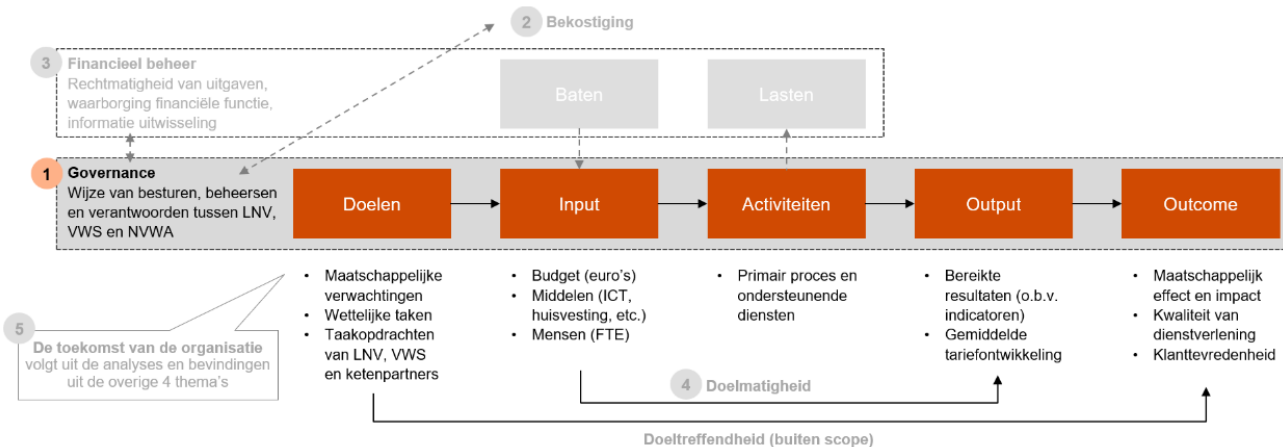 2 Bekostiging
3 Financieel beheer
Rechtmatigheid van uitgaven,
waarborging financiële functie,
informatie uitwisseling
Baten
Lasten
1 Governance
Wijze van besturen, beheersen
en verantwoorden tussen LNV,
VWS en NVWA
Doelen
Input
Activiteiten
Output
Outcome
• Maatschappelijke
verwachtingen
• Wettelijke taken
• Taakopdrachten
van LNV, VWS
en ketenpartners
• Budget (euro's)
• Middelen (ICT,
huisvesting, etc.)
• Mensen (FTE)
• Primair proces en
ondersteunende
diensten
• Bereikte
resultaten (o.b.v.
indicatoren)
• Gemiddelde
tariefontwikkeling
• Maatschappelijk
effect en impact
• Kwaliteit van
dienstverlening
• Klanttevredenheid
5
De toekomst van de organisatie
volgt uit de analyses en bevindingen
uit de overige 4 thema's
4 Doelmatigheid
Doeltreffendheid (buiten scope)